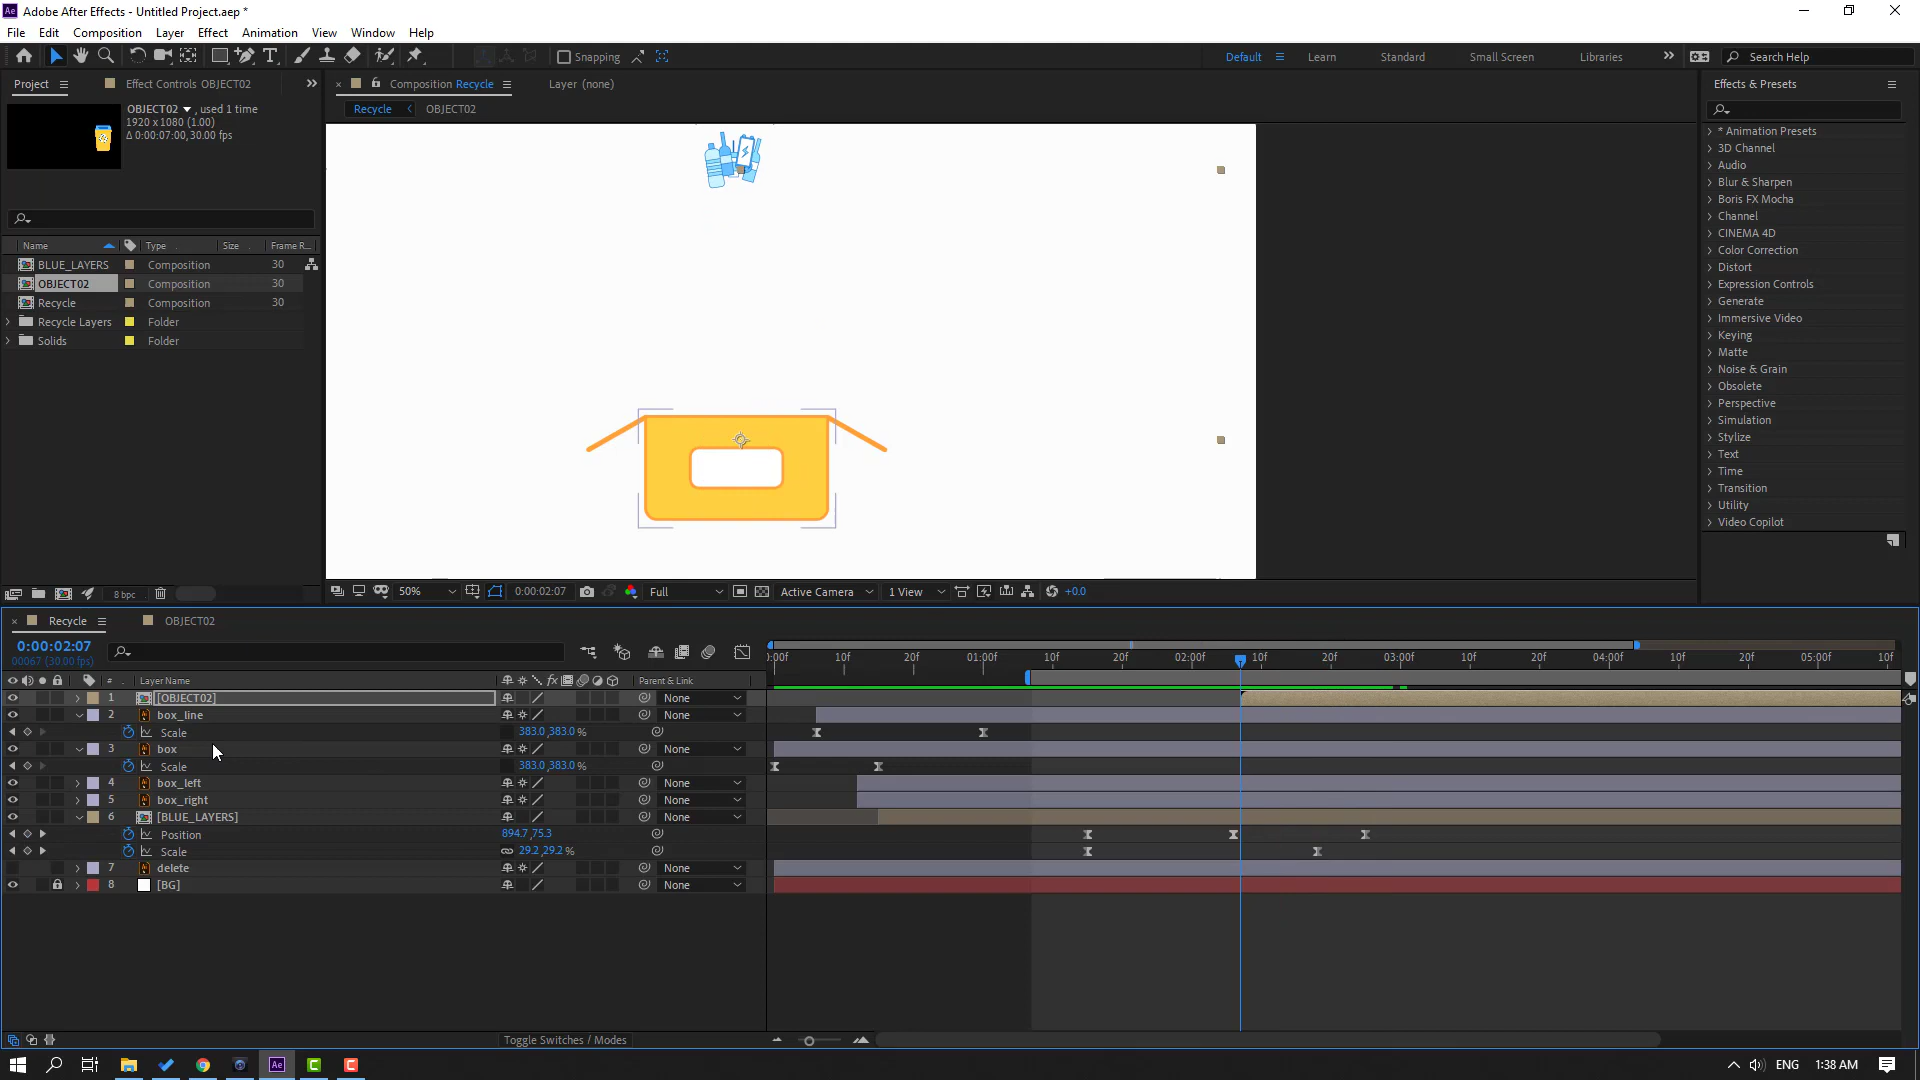 Adobe After Effects - Untitled Project.aep *
File Edit Composition Layer Effect Animation View Window Help
Snapping
Default Learn Standard Small Screen Libraries Search Help
Project Effect Controls OBJECT02
Composition Recycle Layer (none)
Effects & Presets
OBJECT02 , used 1 time
1920 x 1080 (1.00)
Δ 0:00:07:00, 30.00 fps
Recycle OBJECT02
Name Type Size Frame R...
BLUE_LAYERS Composition 30
OBJECT02 Composition 30
Recycle Composition 30
Recycle Layers Folder
Solids Folder
* Animation Presets
3D Channel
Audio
Blur & Sharpen
Boris FX Mocha
Channel
CINEMA 4D
Color Correction
Distort
Expression Controls
Generate
Immersive Video
Keying
Matte
Noise & Grain
Obsolete
Perspective
Simulation
Stylize
Text
Time
Transition
Utility
Video Copilot
8 bpc
50% 0:00:02:07 Full Active Camera 1 View +0.0
Recycle OBJECT02
0:00:02:07
00067 (30.00 fps)
):00f 10f 20f 01:00f 10f 20f 02:00f 10f 20f 03:00f 10f 20f 04:00f 10f 20f 05:00f 10f
# Layer Name fx Parent & Link
1 [OBJECT02] None
2 box_line None
Scale 383.0,383.0 %
3 box None
Scale 383.0,383.0 %
4 box_left None
5 box_right None
6 [BLUE_LAYERS] None
Position 894.7,75.3
Scale 29.2,29.2 %
7 delete None
8 [BG] None
Toggle Switches / Modes
Ae ENG 1:38 AM